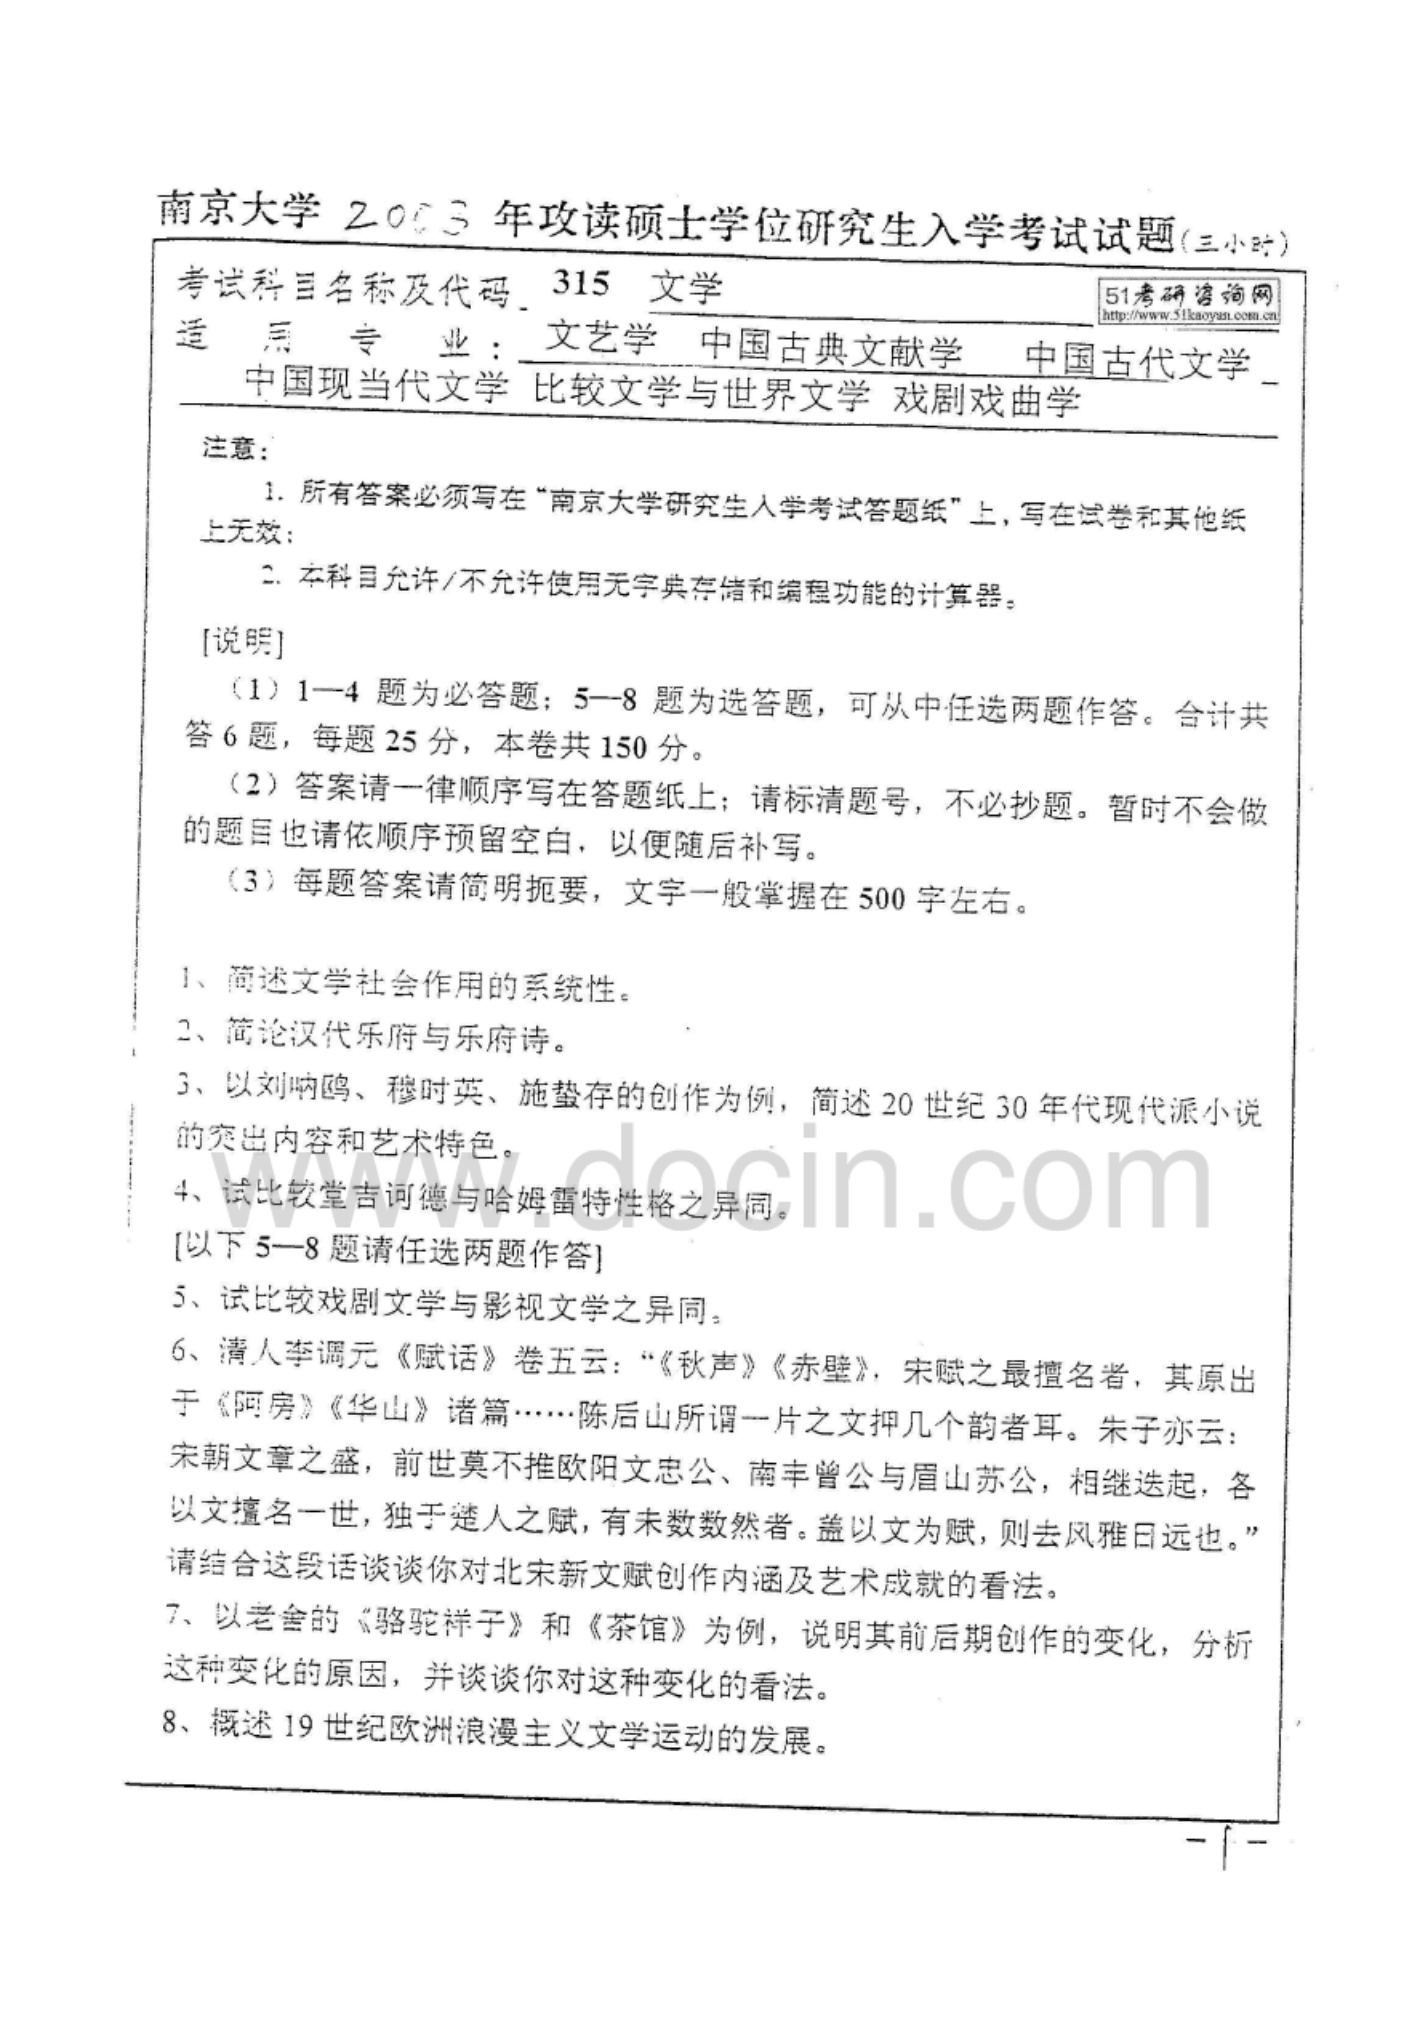 南京大学 2003 年攻读硕士学位研究生入学考试试题(三小时)
考试科目名称及代码 315 文学
51考研咨询网
http://www.51kaoyan.com.cn
适用专业: 文艺学 中国古典文献学 中国古代文学
中国现当代文学 比较文学与世界文学 戏剧戏曲学
注意:
1. 所有答案必须写在“南京大学研究生入学考试答题纸”上,写在试卷和其他纸
上无效;
2. 本科目允许/不允许使用无字典存储和编程功能的计算器。
[说明]
(1)1—4 题为必答题;5—8 题为选答题,可从中任选两题作答。合计共
答 6 题,每题 25 分,本卷共 150 分。
(2)答案请一律顺序写在答题纸上;请标清题号,不必抄题。暂时不会做
的题目也请依顺序预留空白,以便随后补写。
(3)每题答案请简明扼要,文字一般掌握在 500 字左右。
1、简述文学社会作用的系统性。
2、简论汉代乐府与乐府诗。
3、以刘呐鸥、穆时英、施蛰存的创作为例,简述 20 世纪 30 年代现代派小说
的突出内容和艺术特色。
4、试比较堂吉诃德与哈姆雷特性格之异同。
www.docin.com
[以下 5—8 题请任选两题作答]
5、试比较戏剧文学与影视文学之异同。
6、清人李调元《赋话》卷五云:“《秋声》《赤壁》,宋赋之最擅名者,其原出
于《阿房》《华山》诸篇……陈后山所谓一片之文押几个韵者耳。朱子亦云:
宋朝文章之盛,前世莫不推欧阳文忠公、南丰曾公与眉山苏公,相继迭起,各
以文擅名一世,独于楚人之赋,有未数数然者。盖以文为赋,则去风雅日远也。”
请结合这段话谈谈你对北宋新文赋创作内涵及艺术成就的看法。
7、以老舍的《骆驼祥子》和《茶馆》为例,说明其前后期创作的变化,分析
这种变化的原因,并谈谈你对这种变化的看法。
8、概述 19 世纪欧洲浪漫主义文学运动的发展。
- 1 -